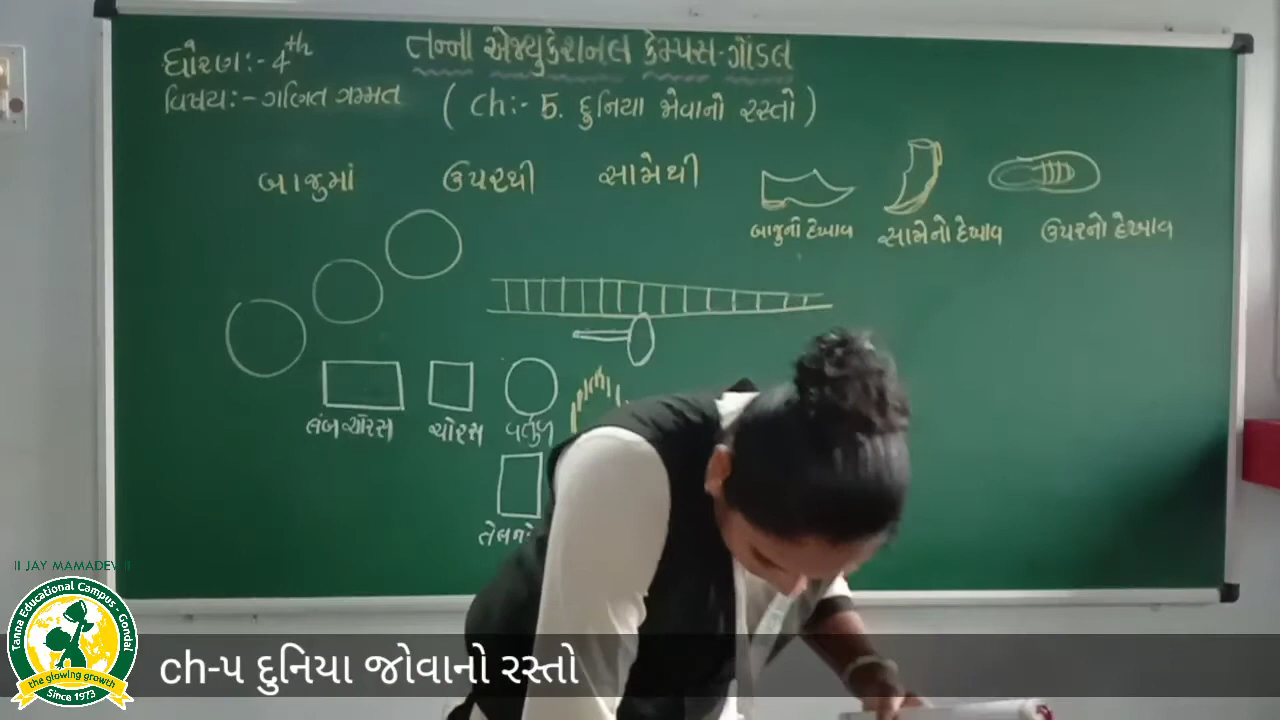 ધોરણ:- 4th
તન્ના એજ્યુકેશનલ કેમ્પસ-ગોંડલ
વિષય:- ગણિત ગમ્મત
( ch:- 5. દુનિયા જોવાનો રસ્તો )
બાજુમાં ઉપરથી સામેથી
બાજુનો દેખાવ સામેનો દેખાવ ઉપરનો દેખાવ
લંબચોરસ ચોરસ વર્તુળ
II JAY MAMADEV II
Tanna Educational Campus - Gondal
the glowing growth
Since 1973
ch-૫ દુનિયા જોવાનો રસ્તો